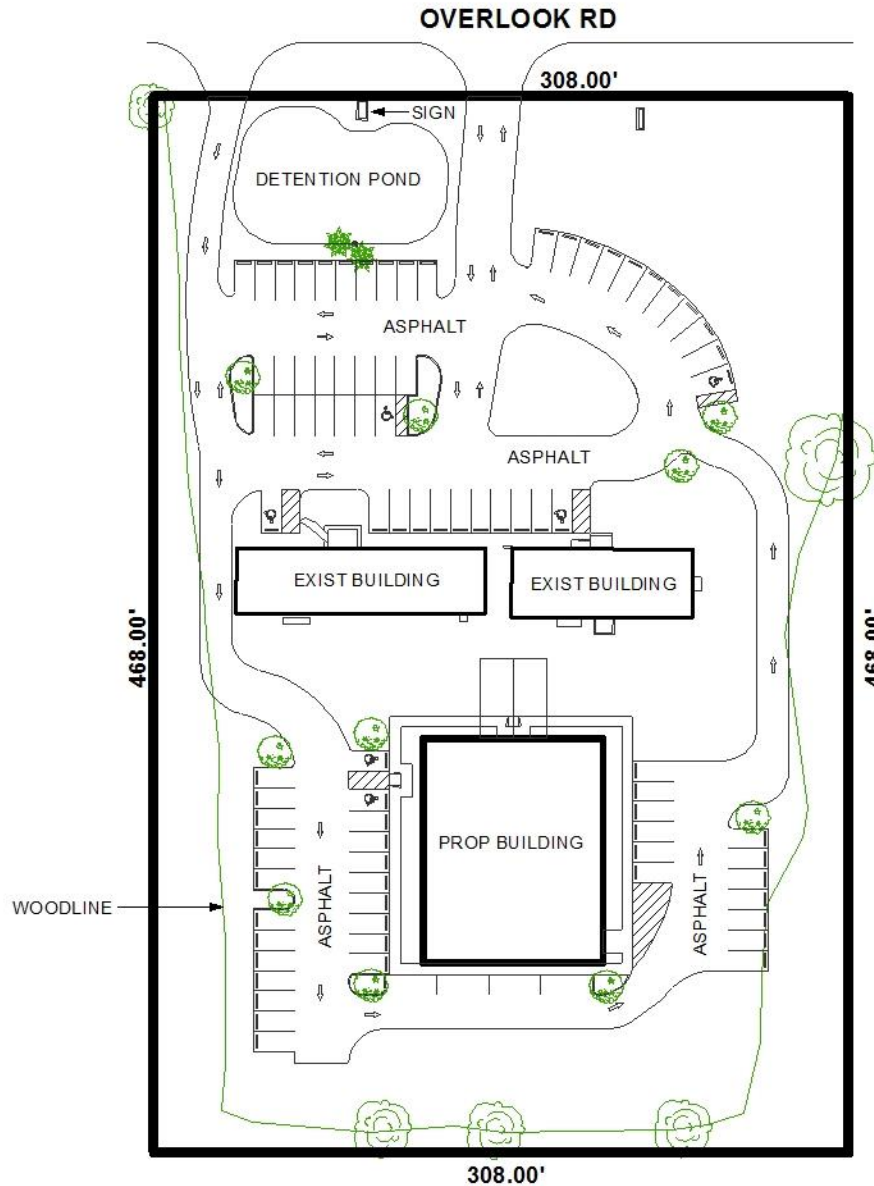 OVERLOOK RD
308.00'
SIGN
DETENTION POND
ASPHALT
ASPHALT
EXIST BUILDING
EXIST BUILDING
468.00'
468.00'
PROP BUILDING
ASPHALT
ASPHALT
WOODLINE
308.00'